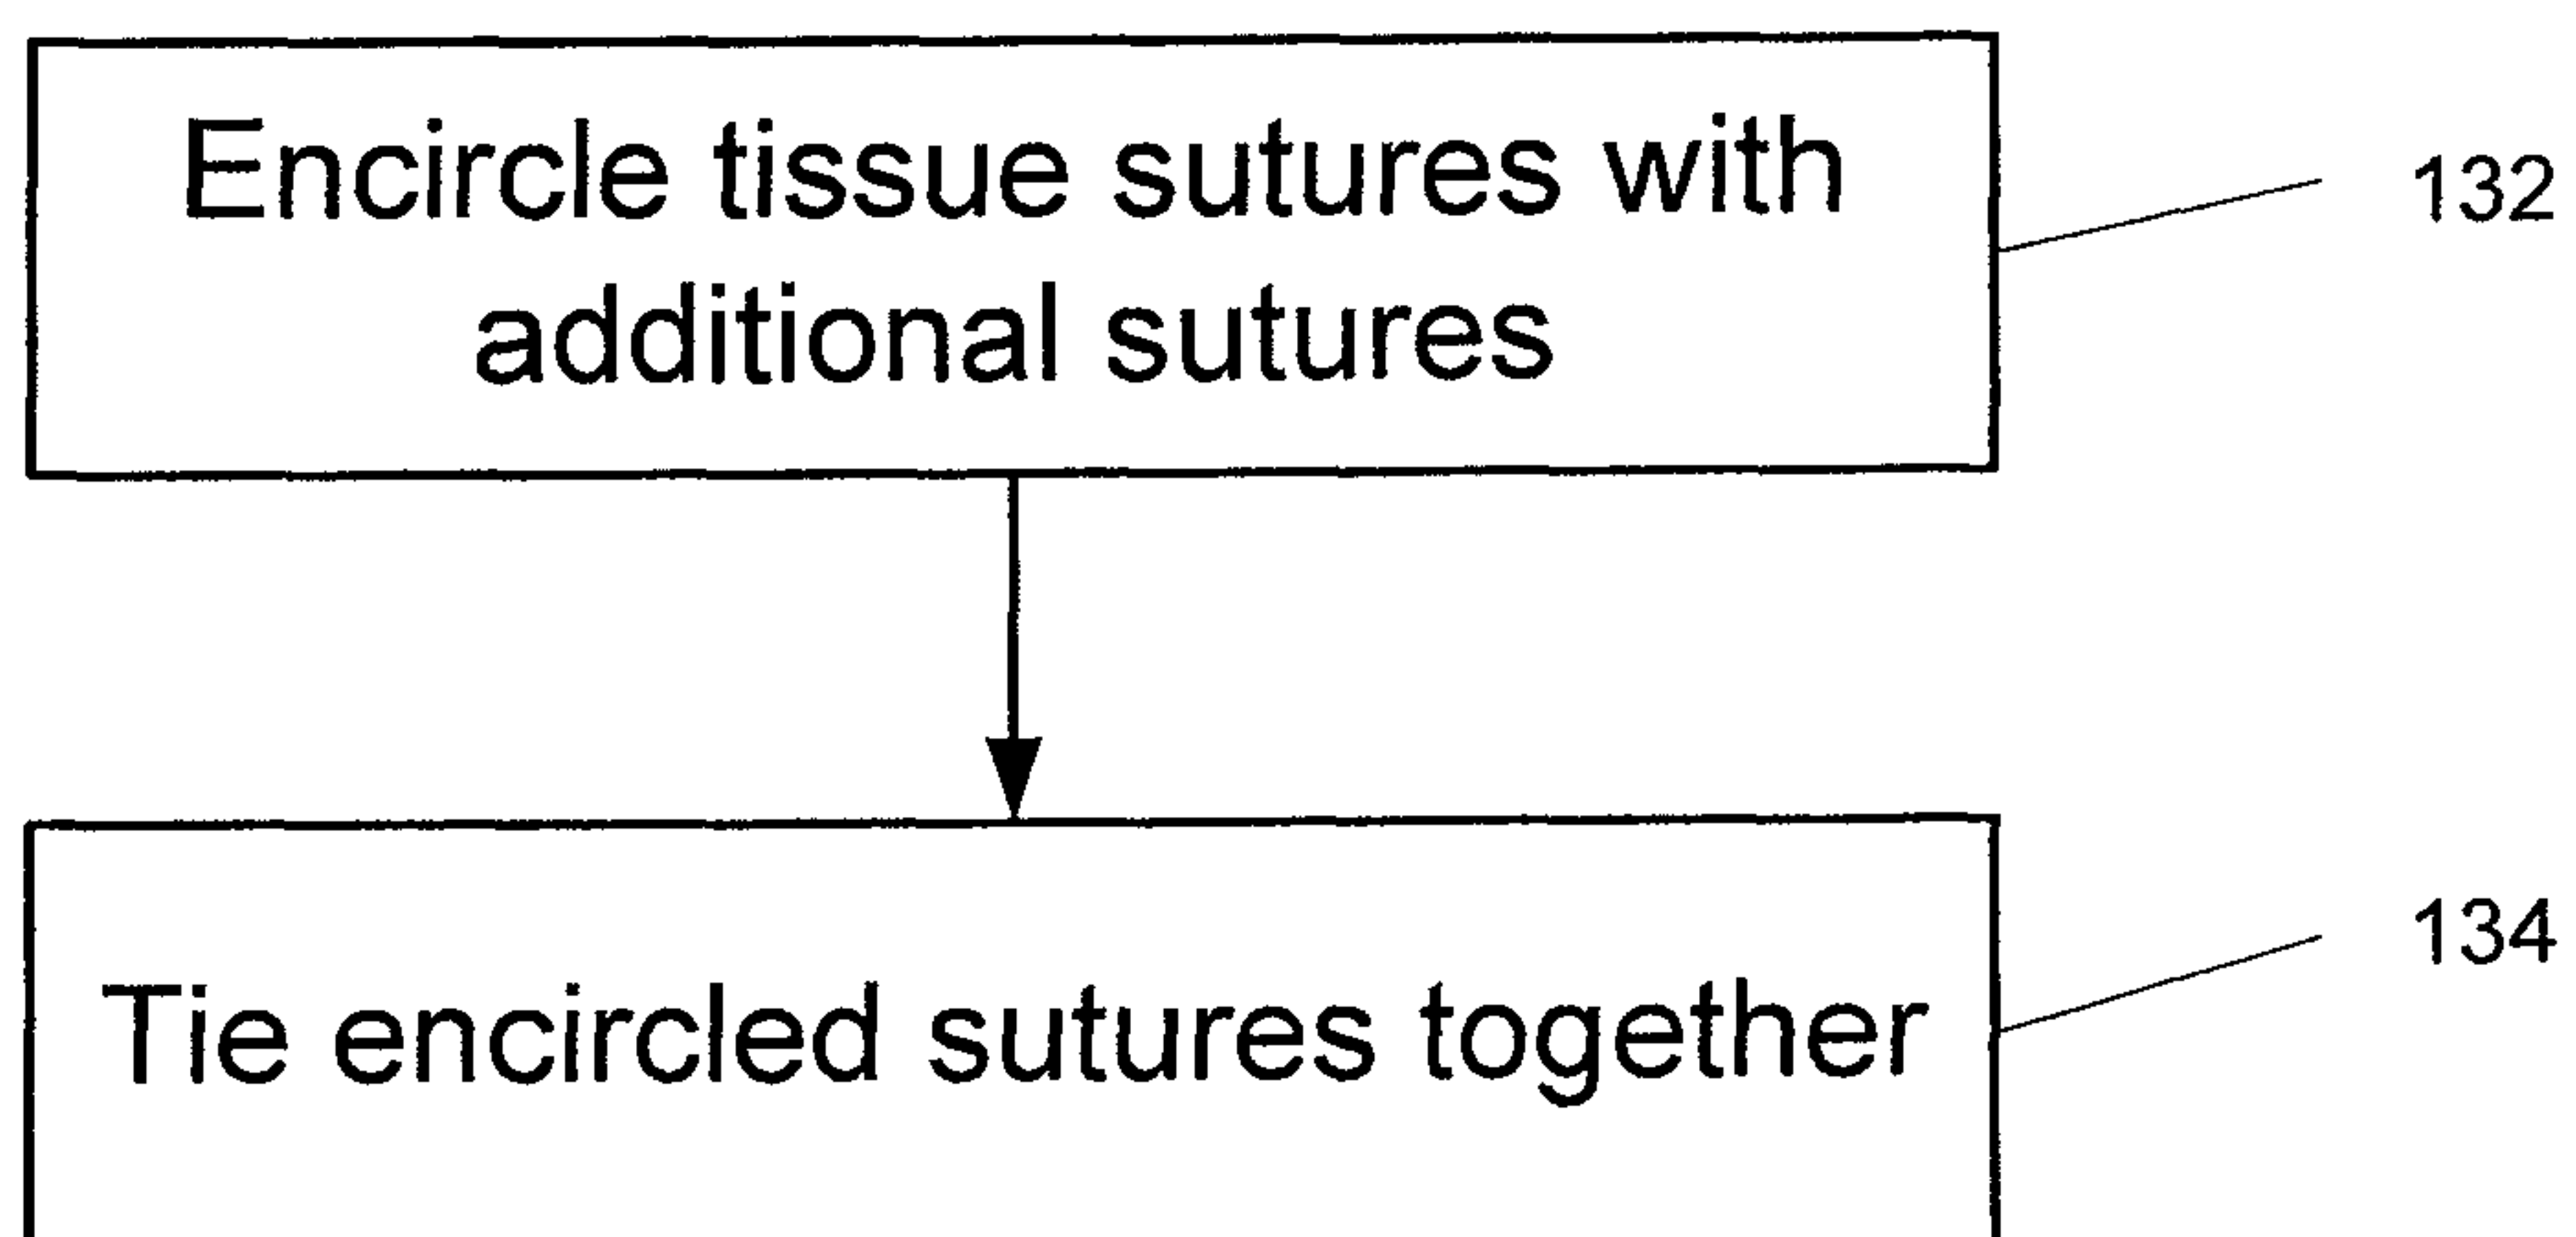 Encircle tissue sutures with
additional sutures
132
Tie encircled sutures together
134